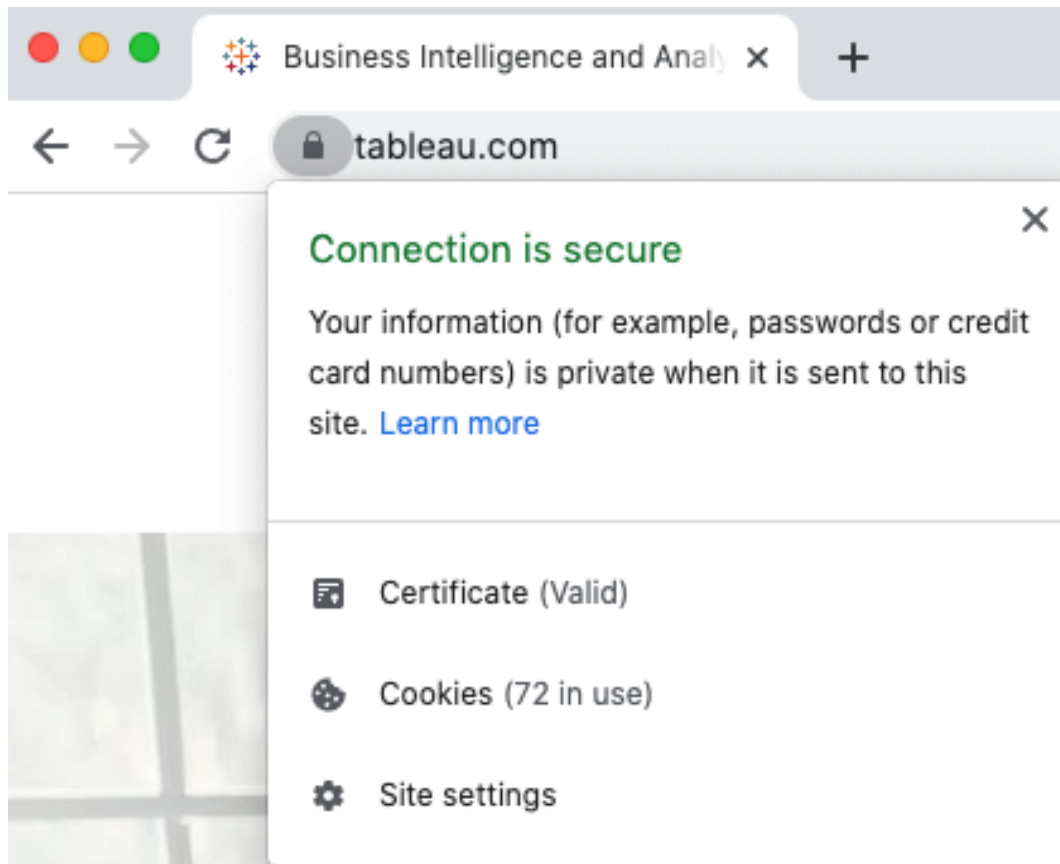 Business Intelligence and Analy
tableau.com
Connection is secure
Your information (for example, passwords or credit
card numbers) is private when it is sent to this
site. Learn more
Certificate (Valid)
Cookies (72 in use)
Site settings